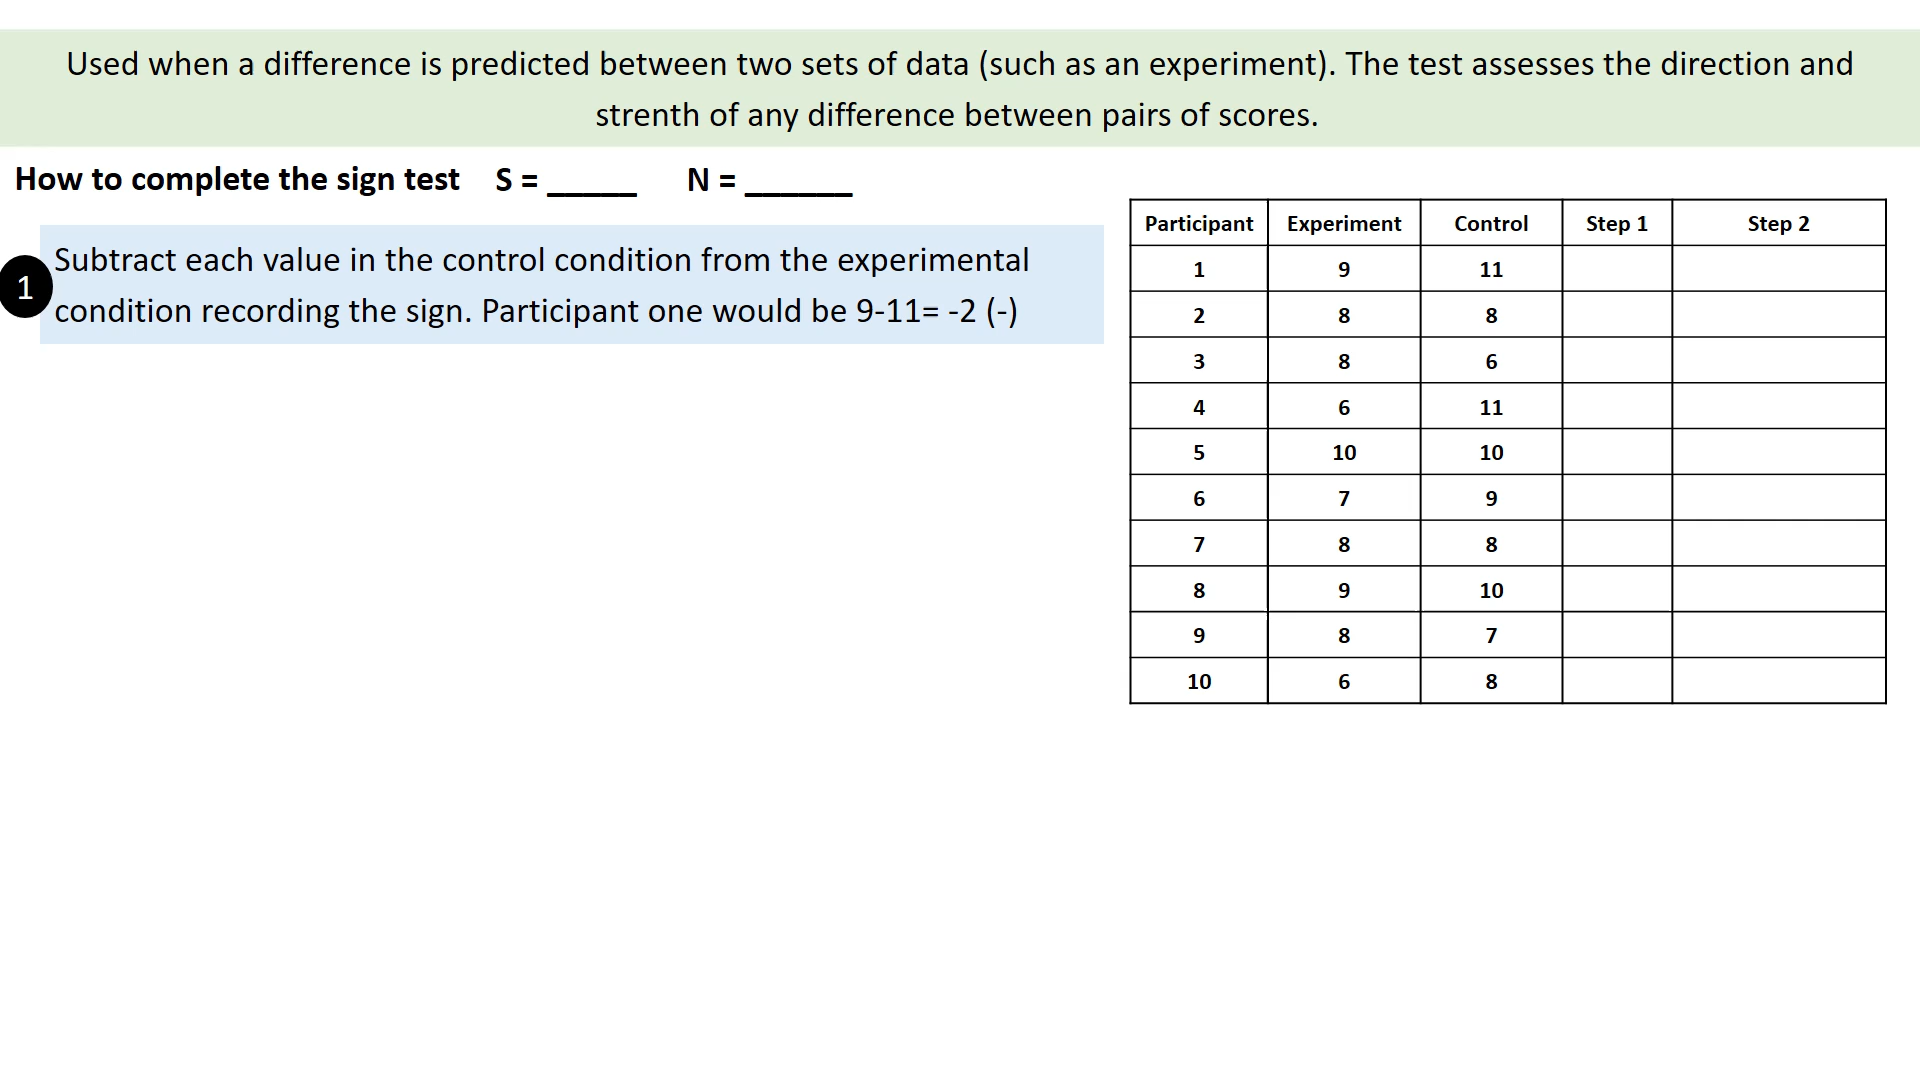 Used when a difference is predicted between two sets of data (such as an experiment). The test assesses the direction and
strenth of any difference between pairs of scores.
How to complete the sign test S = _____ N = ______
1
Subtract each value in the control condition from the experimental
condition recording the sign. Participant one would be 9-11= -2 (-)
Participant Experiment Control Step 1 Step 2
1 9 11
2 8 8
3 8 6
4 6 11
5 10 10
6 7 9
7 8 8
8 9 10
9 8 7
10 6 8